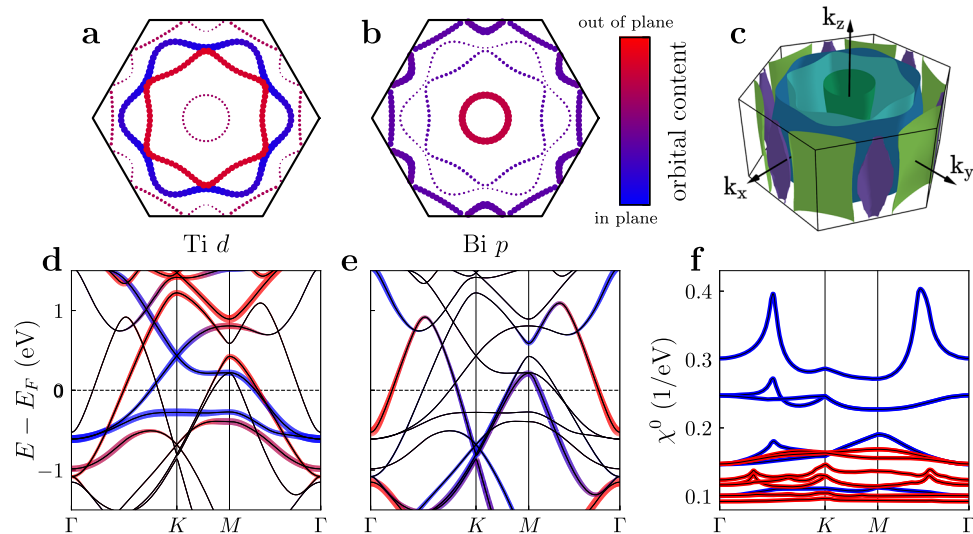 a
b
out of plane
orbital content
in plane
c
k_z
k_x
k_y
Ti d
Bi p
d
e
f
E − E_F (eV)
1
0
−1
Γ
K
M
Γ
Γ
K
M
Γ
χ⁰ (1/eV)
0.4
0.3
0.2
0.1
Γ
K
M
Γ